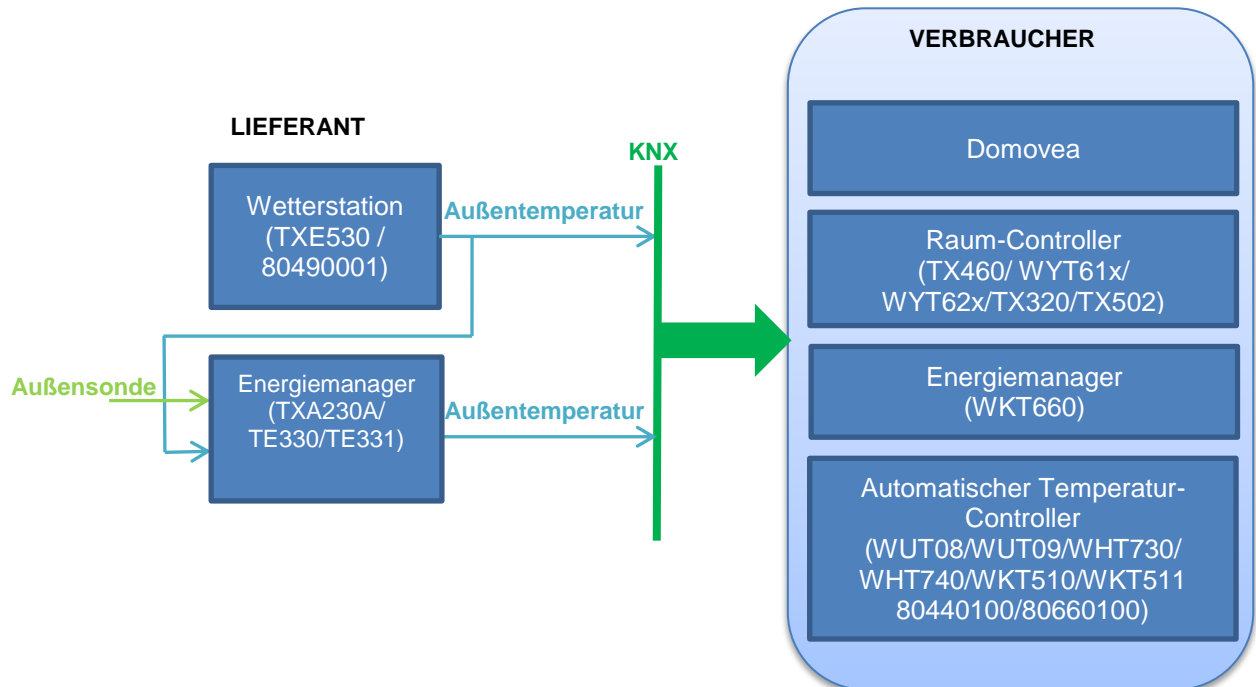 LIEFERANT
Wetterstation
(TXE530 /
80490001)
Außentemperatur
Außensonde
Energiemanager
(TXA230A/
TE330/TE331)
Außentemperatur
KNX
VERBRAUCHER
Domovea
Raum-Controller
(TX460/ WYT61x/
WYT62x/TX320/TX502)
Energiemanager
(WKT660)
Automatischer Temperatur-
Controller
(WUT08/WUT09/WHT730/
WHT740/WKT510/WKT511
80440100/80660100)